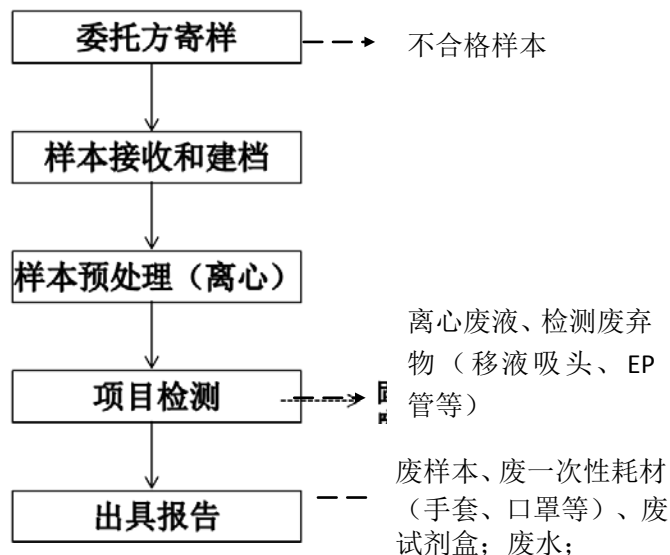 委托方寄样
不合格样本
样本接收和建档
样本预处理（离心）
离心废液、检测废弃
物（移液吸头、EP
管等）
项目检测
废样本、废一次性耗材
（手套、口罩等）、废
试剂盒；废水；
出具报告